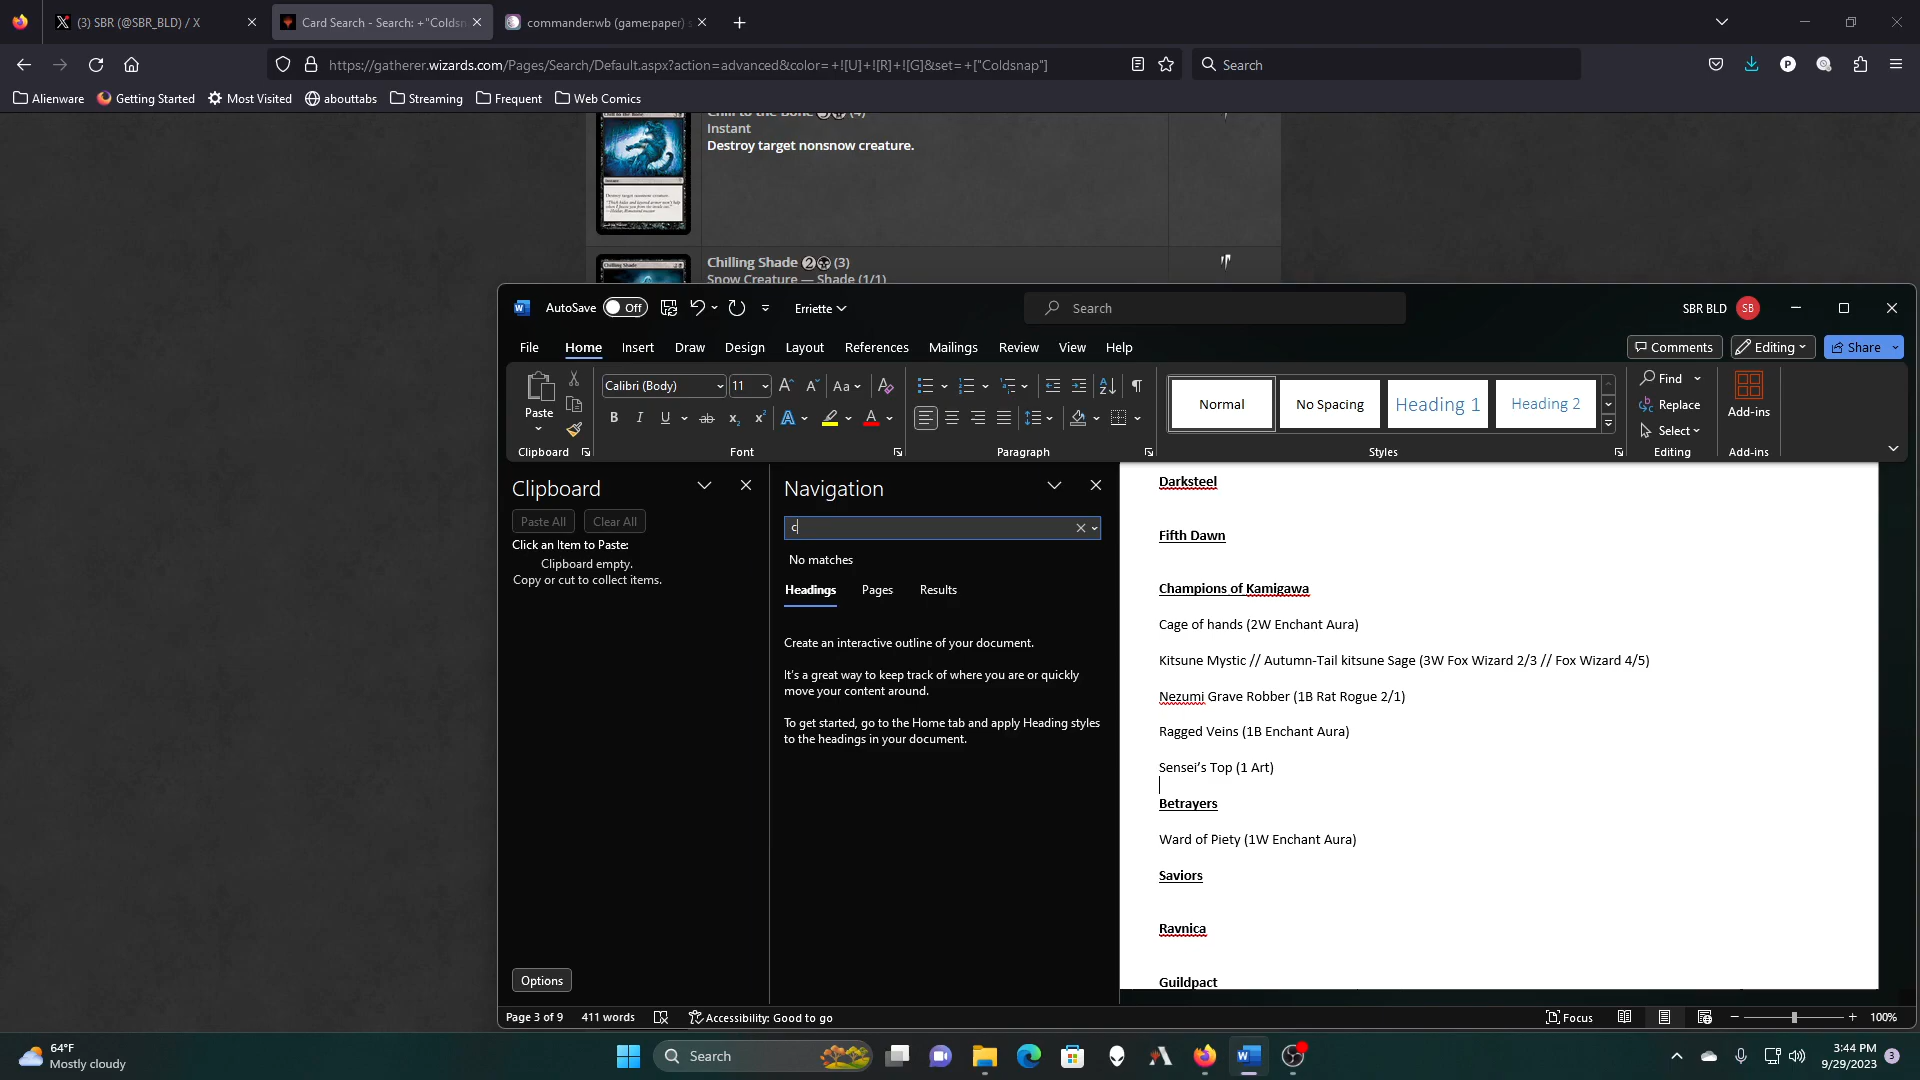 (3) SBR (@SBR_BLD) / X
Card Search - Search: +"Coldsn
commander:wb (game:paper) s
https://gatherer.wizards.com/Pages/Search/Default.aspx?action=advanced&color=+![U]+![R]+![G]&set=+["Coldsnap"]
Search
Alienware
Getting Started
Most Visited
abouttabs
Streaming
Frequent
Web Comics
Chill to the Bone (4)
Instant
Destroy target nonsnow creature.
Chilling Shade 2 (3)
Snow Creature — Shade (1/1)
Chilling Shade
AutoSave Off
Erriette
Search
SBR BLD SB
File Home Insert Draw Design Layout References Mailings Review View Help
Comments Editing Share
Paste
Calibri (Body) 11
Normal
No Spacing
Heading 1
Heading 2
Find
Replace
Select
Add-ins
Clipboard Font Paragraph Styles Editing Add-ins
Clipboard
Paste All Clear All
Click an Item to Paste:
Clipboard empty.
Copy or cut to collect items.
Options
Navigation
c
No matches
Headings Pages Results
Create an interactive outline of your document.
It's a great way to keep track of where you are or quickly
move your content around.
To get started, go to the Home tab and apply Heading styles
to the headings in your document.
Darksteel
Fifth Dawn
Champions of Kamigawa
Cage of hands (2W Enchant Aura)
Kitsune Mystic // Autumn-Tail kitsune Sage (3W Fox Wizard 2/3 // Fox Wizard 4/5)
Nezumi Grave Robber (1B Rat Rogue 2/1)
Ragged Veins (1B Enchant Aura)
Sensei's Top (1 Art)
Betrayers
Ward of Piety (1W Enchant Aura)
Saviors
Ravnica
Guildpact
Page 3 of 9 411 words Accessibility: Good to go
Focus 100%
64°F
Mostly cloudy
Search
3:44 PM
9/29/2023
3